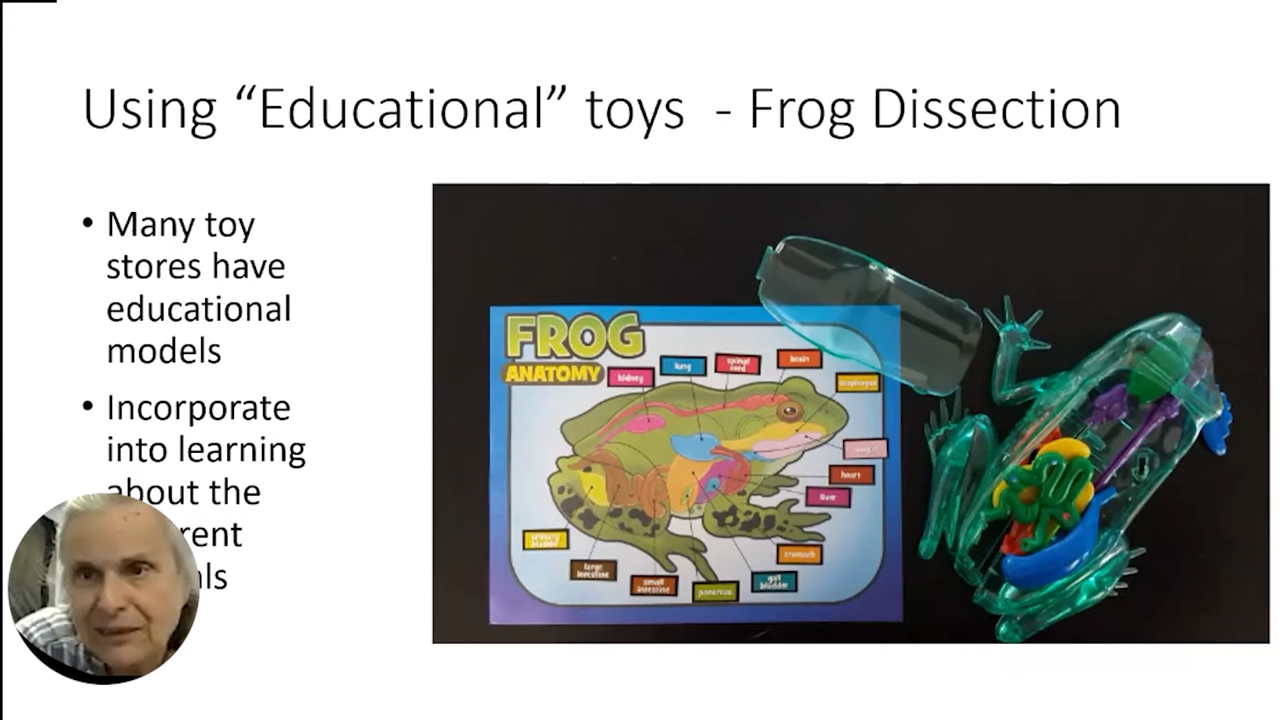 Using “Educational” toys - Frog Dissection
• Many toy
stores have
educational
models
• Incorporate
into learning
about the
FROG
ANATOMY
kidney
lung
spinal
cord
brain
esophagus
heart
liver
stomach
gall
bladder
pancreas
small
intestine
large
intestine
urinary
bladder